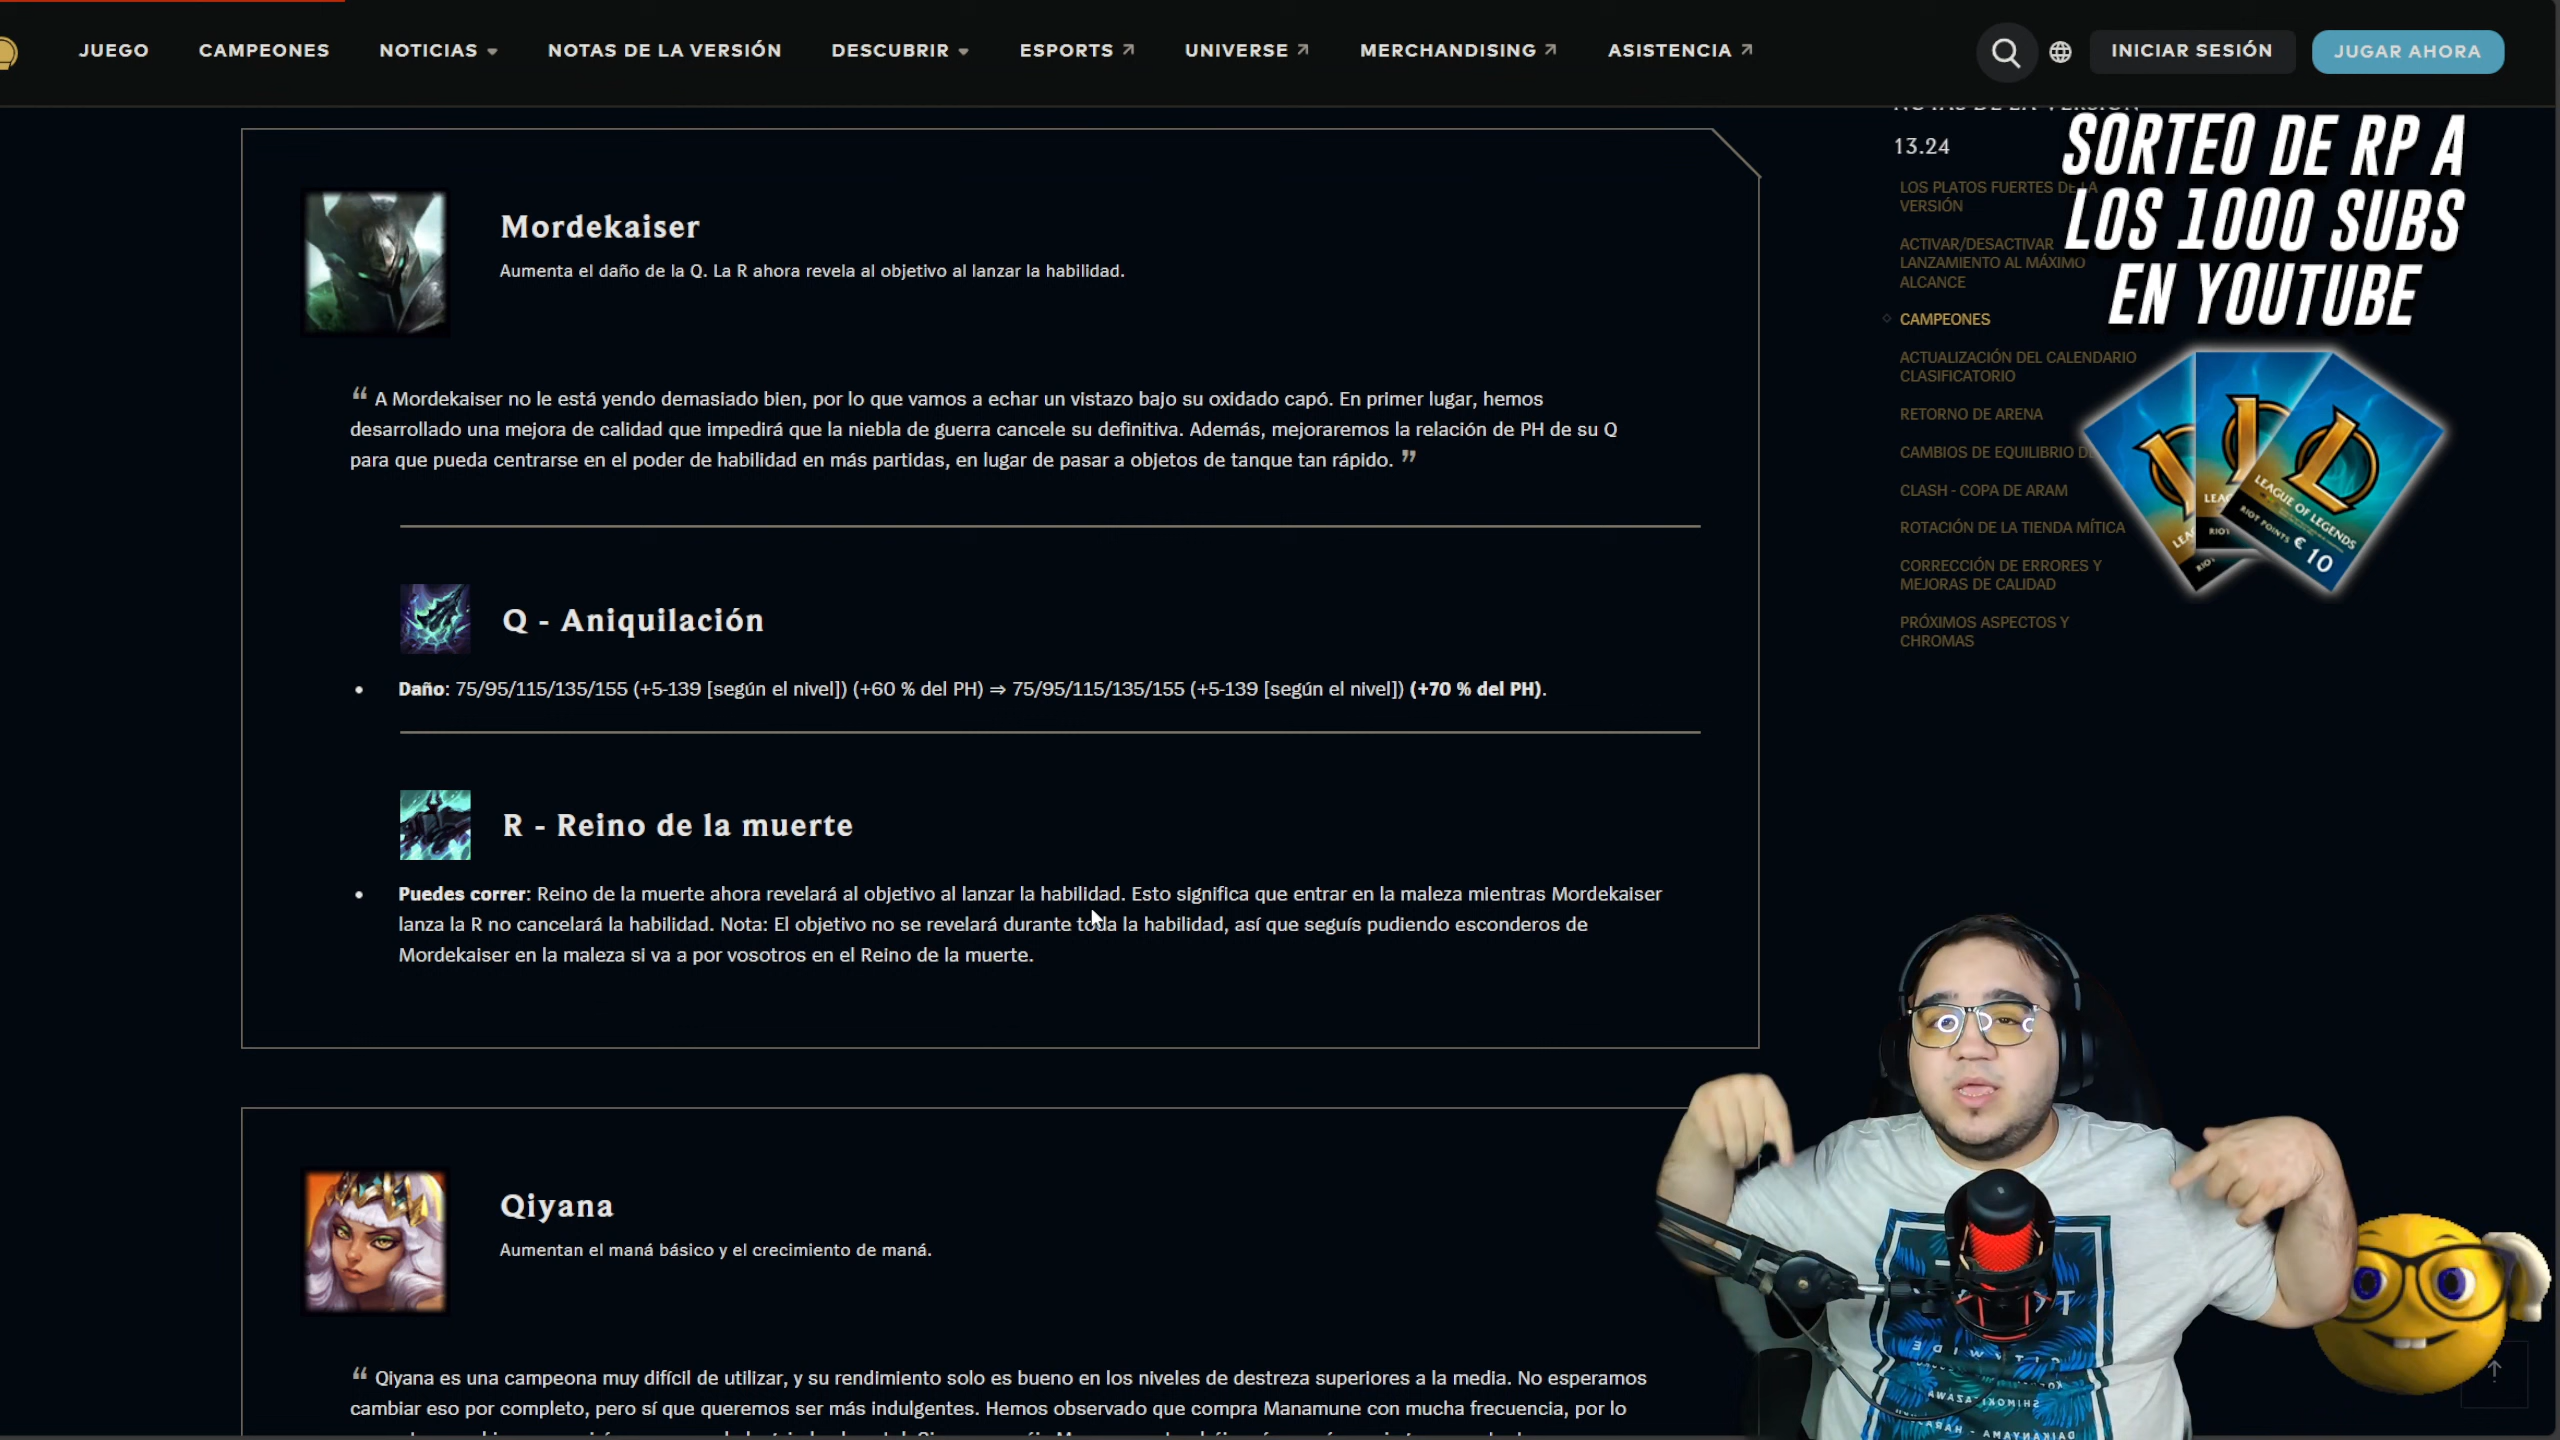 JUEGO CAMPEONES NOTICIAS NOTAS DE LA VERSIÓN DESCUBRIR ESPORTS UNIVERSE MERCHANDISING ASISTENCIA INICIAR SESIÓN JUGAR AHORA
Mordekaiser
Aumenta el daño de la Q. La R ahora revela al objetivo al lanzar la habilidad.
“ A Mordekaiser no le está yendo demasiado bien, por lo que vamos a echar un vistazo bajo su oxidado capó. En primer lugar, hemos
desarrollado una mejora de calidad que impedirá que la niebla de guerra cancele su definitiva. Además, mejoraremos la relación de PH de su Q
para que pueda centrarse en el poder de habilidad en más partidas, en lugar de pasar a objetos de tanque tan rápido. ”
Q - Aniquilación
• Daño: 75/95/115/135/155 (+5-139 [según el nivel]) (+60 % del PH) ⇒ 75/95/115/135/155 (+5-139 [según el nivel]) (+70 % del PH).
R - Reino de la muerte
• Puedes correr: Reino de la muerte ahora revelará al objetivo al lanzar la habilidad. Esto significa que entrar en la maleza mientras Mordekaiser
lanza la R no cancelará la habilidad. Nota: El objetivo no se revelará durante toda la habilidad, así que seguís pudiendo esconderos de
Mordekaiser en la maleza si va a por vosotros en el Reino de la muerte.
Qiyana
Aumentan el maná básico y el crecimiento de maná.
“ Qiyana es una campeona muy difícil de utilizar, y su rendimiento solo es bueno en los niveles de destreza superiores a la media. No esperamos
cambiar eso por completo, pero sí que queremos ser más indulgentes. Hemos observado que compra Manamune con mucha frecuencia, por lo
NOTAS DE LA VERSIÓN
13.24
LOS PLATOS FUERTES DE LA
VERSIÓN
ACTIVAR/DESACTIVAR
LANZAMIENTO AL MÁXIMO
ALCANCE
CAMPEONES
ACTUALIZACIÓN DEL CALENDARIO
CLASIFICATORIO
RETORNO DE ARENA
CAMBIOS DE EQUILIBRIO
CLASH - COPA DE ARAM
ROTACIÓN DE LA TIENDA MÍTICA
CORRECCIÓN DE ERRORES Y
MEJORAS DE CALIDAD
PRÓXIMOS ASPECTOS Y
CHROMAS
SORTEO DE RP A
LOS 1000 SUBS
EN YOUTUBE
LEAGUE OF LEGENDS
RIOT POINTS € 10